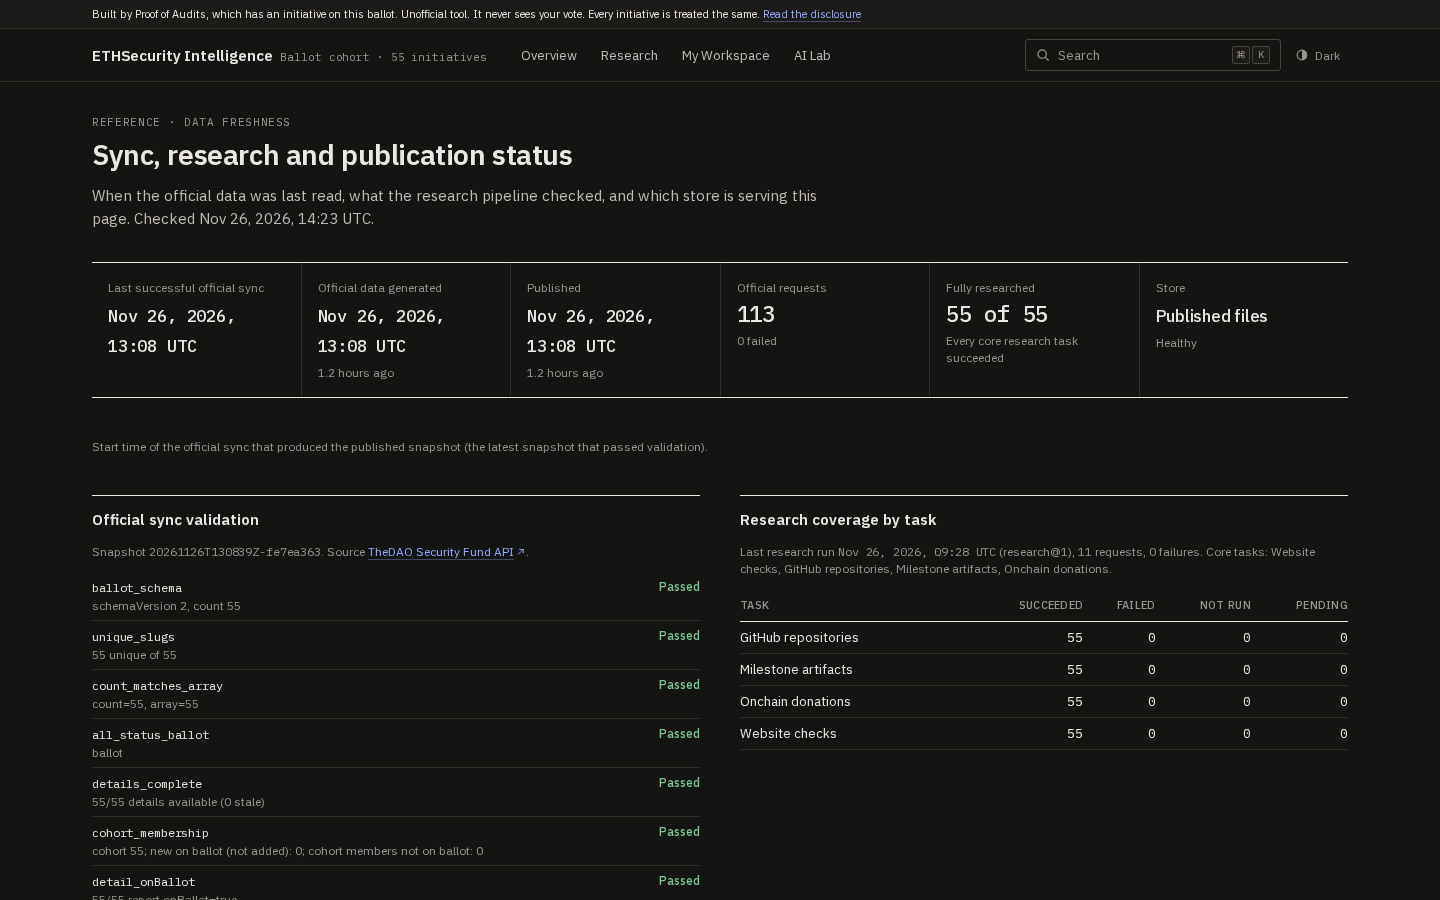 Built by Proof of Audits, which has an initiative on this ballot. Unofficial tool. It never sees your vote. Every initiative is treated the same. Read the disclosure
ETHSecurity Intelligence Ballot cohort · 55 initiatives Overview Research My Workspace AI Lab Search ⌘ K Dark
REFERENCE · DATA FRESHNESS
Sync, research and publication status
When the official data was last read, what the research pipeline checked, and which store is serving this
page. Checked Nov 26, 2026, 14:23 UTC.
Last successful official sync
Nov 26, 2026,
13:08 UTC
Official data generated
Nov 26, 2026,
13:08 UTC
1.2 hours ago
Published
Nov 26, 2026,
13:08 UTC
1.2 hours ago
Official requests
113
0 failed
Fully researched
55 of 55
Every core research task
succeeded
Store
Published files
Healthy
Start time of the official sync that produced the published snapshot (the latest snapshot that passed validation).
Official sync validation
Snapshot 20261126T130839Z-fe7ea363. Source TheDAO Security Fund API ↗.
ballot_schema Passed
schemaVersion 2, count 55
unique_slugs Passed
55 unique of 55
count_matches_array Passed
count=55, array=55
all_status_ballot Passed
ballot
details_complete Passed
55/55 details available (0 stale)
cohort_membership Passed
cohort 55; new on ballot (not added): 0; cohort members not on ballot: 0
detail_onBallot Passed
55/55 report onBallot=true
Research coverage by task
Last research run Nov 26, 2026, 09:28 UTC (research@1), 11 requests, 0 failures. Core tasks: Website
checks, GitHub repositories, Milestone artifacts, Onchain donations.
TASK SUCCEEDED FAILED NOT RUN PENDING
GitHub repositories 55 0 0 0
Milestone artifacts 55 0 0 0
Onchain donations 55 0 0 0
Website checks 55 0 0 0